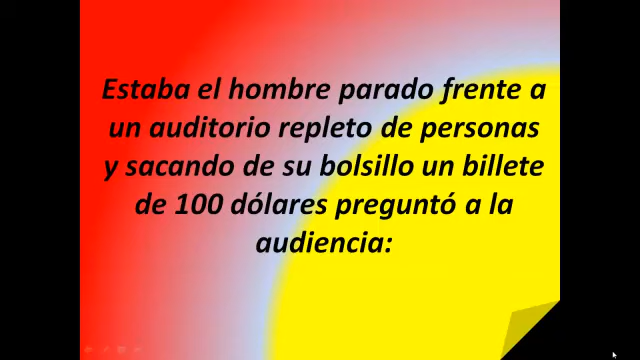 Estaba el hombre parado frente a
un auditorio repleto de personas
y sacando de su bolsillo un billete
de 100 dólares preguntó a la
audiencia: